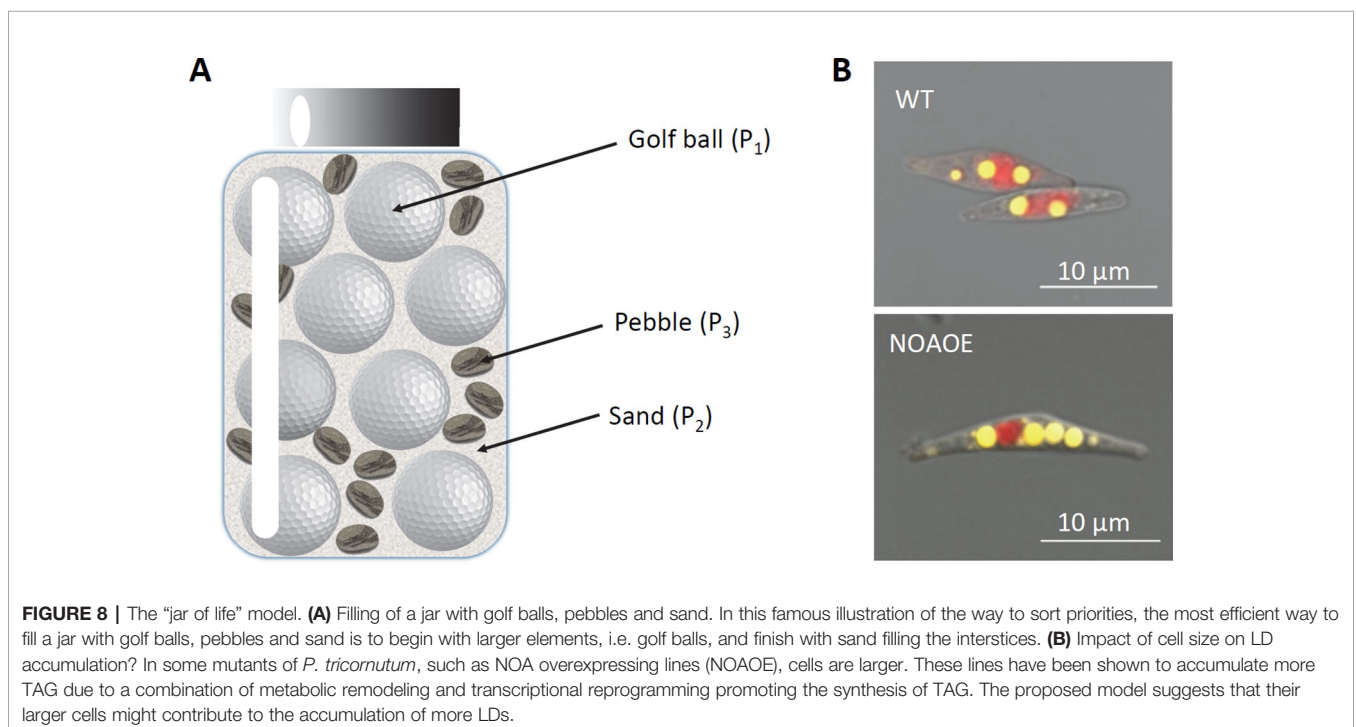 A
Golf ball (P₁)
Pebble (P₃)
Sand (P₂)
B
WT
10 µm
NOAOE
10 µm
FIGURE 8 | The “jar of life” model. (A) Filling of a jar with golf balls, pebbles and sand. In this famous illustration of the way to sort priorities, the most efficient way to
fill a jar with golf balls, pebbles and sand is to begin with larger elements, i.e. golf balls, and finish with sand filling the interstices. (B) Impact of cell size on LD
accumulation? In some mutants of P. tricornutum, such as NOA overexpressing lines (NOAOE), cells are larger. These lines have been shown to accumulate more
TAG due to a combination of metabolic remodeling and transcriptional reprogramming promoting the synthesis of TAG. The proposed model suggests that their
larger cells might contribute to the accumulation of more LDs.